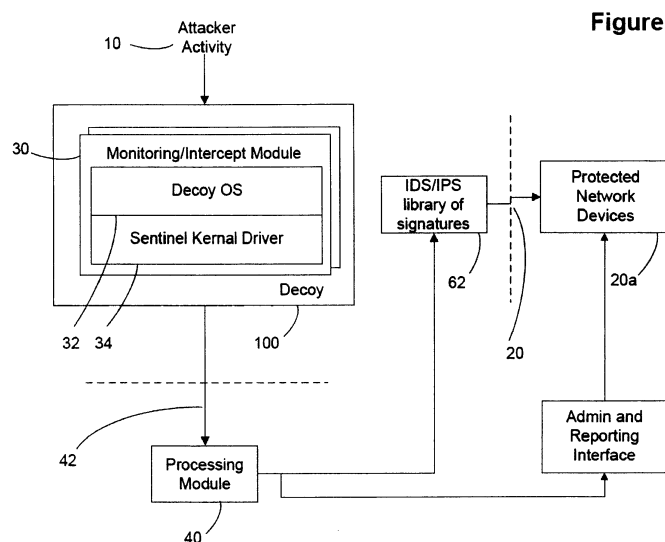 Figure
10
Attacker
Activity
30
Monitoring/Intercept Module
Decoy OS
Sentinel Kernal Driver
Decoy
32
34
100
IDS/IPS
library of
signatures
62
20
Protected
Network
Devices
20a
42
Processing
Module
40
Admin and
Reporting
Interface